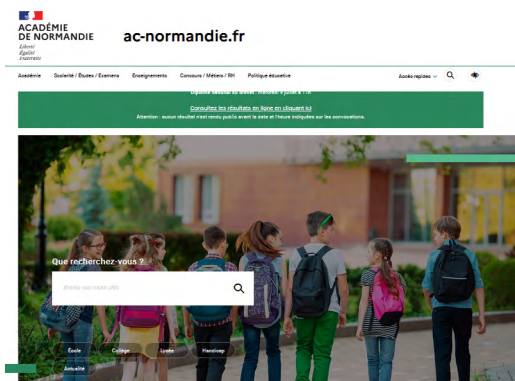 ACADÉMIE
DE NORMANDIE
Liberté
Égalité
Fraternité
ac-normandie.fr
Académie Scolarité / Études / Examens Enseignements Concours / Métiers / RH Politique éducative Accès rapides
Consultez les résultats en ligne en cliquant ici
Attention : aucun résultat n'est rendu public avant la date et l'heure indiquées sur les convocations.
Que recherchez-vous ?
École Collège Lycée Handicap
Actualité